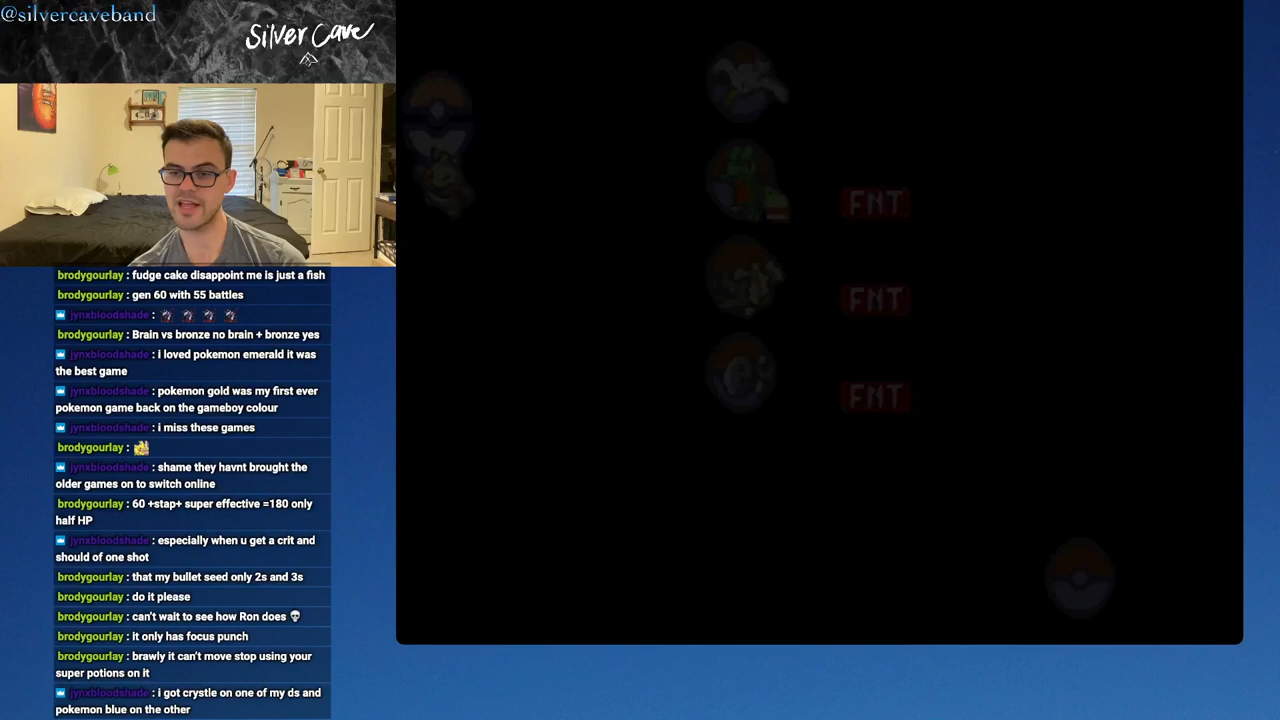 @silvercaveband
Silver Cave
brodygourlay : fudge cake disappoint me is just a fish
brodygourlay : gen 60 with 55 battles
jynxbloodshade :
brodygourlay : Brain vs bronze no brain + bronze yes
jynxbloodshade : i loved pokemon emerald it was
the best game
jynxbloodshade : pokemon gold was my first ever
pokemon game back on the gameboy colour
jynxbloodshade : i miss these games
brodygourlay :
jynxbloodshade : shame they havnt brought the
older games on to switch online
brodygourlay : 60 +stap+ super effective =180 only
half HP
jynxbloodshade : especially when u get a crit and
should of one shot
brodygourlay : that my bullet seed only 2s and 3s
brodygourlay : do it please
brodygourlay : can't wait to see how Ron does 💀
brodygourlay : it only has focus punch
brodygourlay : brawly it can't move stop using your
super potions on it
jynxbloodshade : i got crystle on one of my ds and
pokemon blue on the other
FNT
FNT
FNT